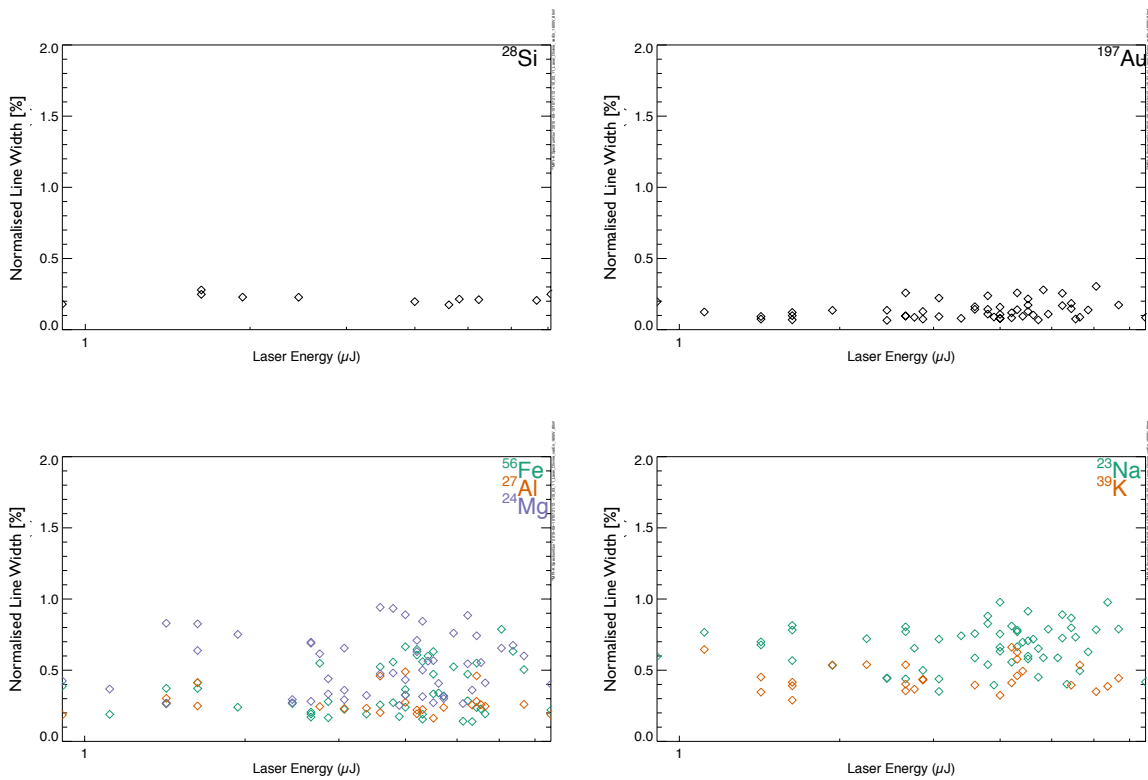 2.0
²⁸Si
1.5
1.0
0.5
0.0
Normalised Line Width [%]
1
Laser Energy (µJ)
2.0
¹⁹⁷Au
1.5
1.0
0.5
0.0
Normalised Line Width [%]
1
Laser Energy (µJ)
2.0
⁵⁶Fe
²⁷Al
²⁴Mg
1.5
1.0
0.5
0.0
Normalised Line Width [%]
1
Laser Energy (µJ)
2.0
²³Na
³⁹K
1.5
1.0
0.5
0.0
Normalised Line Width [%]
1
Laser Energy (µJ)